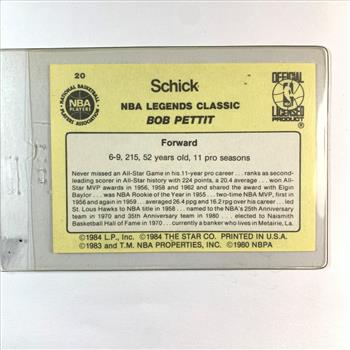 20
Schick
NBA LEGENDS CLASSIC
BOB PETTIT
NATIONAL BASKETBALL
NBA
PLAYERS
ASSOCIATION
OFFICIAL
NBA
LICENSED
PRODUCT
Forward
6-9, 215, 52 years old, 11 pro seasons
Never missed an All-Star Game in his 11-year pro career . . . ranks as second-
leading scorer in All-Star history with 224 points, a 20.4 average . . . won All-
Star MVP awards in 1956, 1958 and 1962 and shared the award with Elgin
Baylor . . . was NBA Rookie of the Year in 1955 . . . two-time NBA MVP, first in
1956 and again in 1959 . . . averaged 26.4 ppg and 16.2 rpg over his career . . . led
St. Louis Hawks to NBA title in 1958 . . . named to the NBA's 25th Anniversary
team in 1970 and 35th Anniversary team in 1980 . . . elected to Naismith
Basketball Hall of Fame in 1970 . . . currently a banker who lives in Metairie, La.
©1984 L.P., Inc. ©1984 THE STAR CO. PRINTED IN U.S.A.
©1983 and T.M. NBA PROPERTIES, INC. ©1980 NBPA